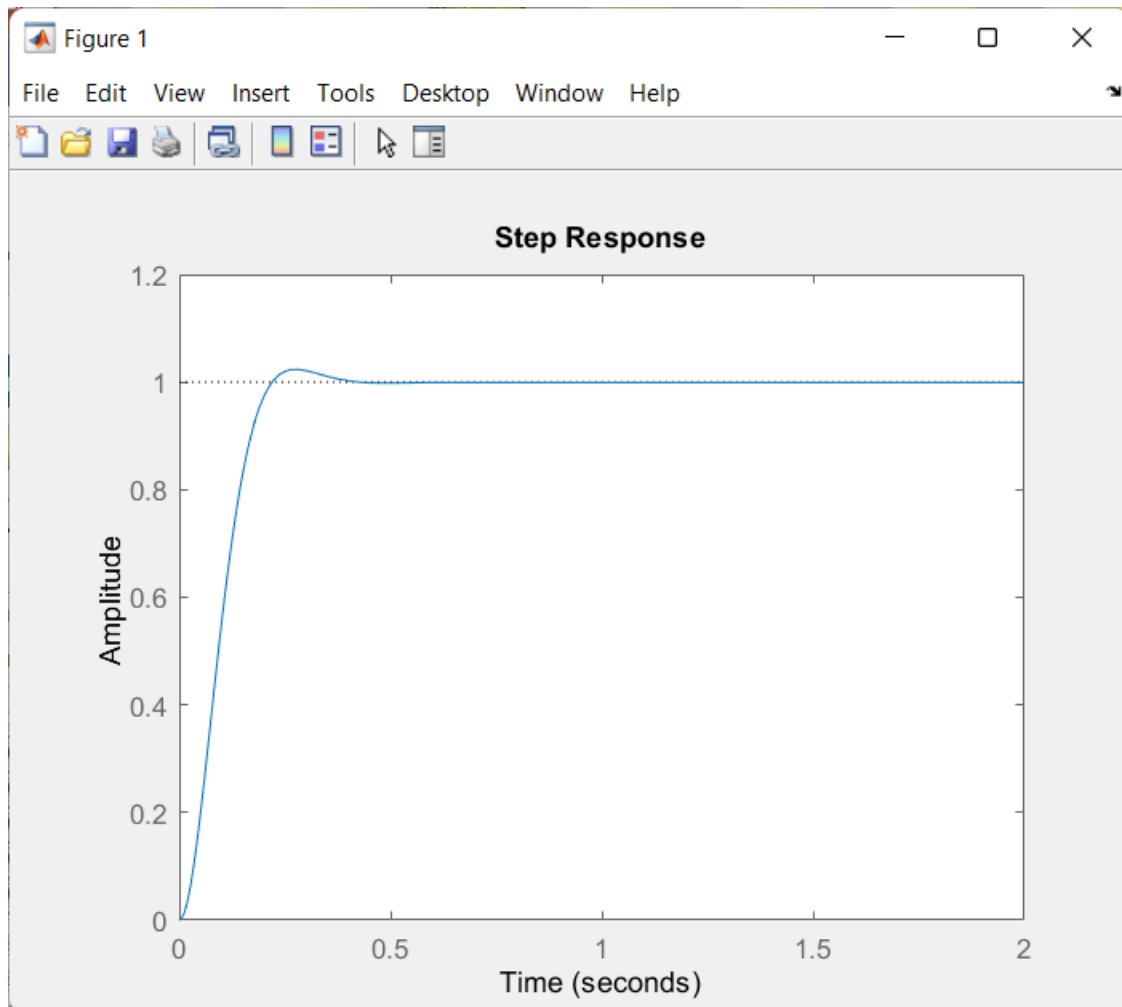 Figure 1
File Edit View Insert Tools Desktop Window Help
Step Response
1.2
1
0.8
0.6
0.4
0.2
0
Amplitude
0 0.5 1 1.5 2
Time (seconds)